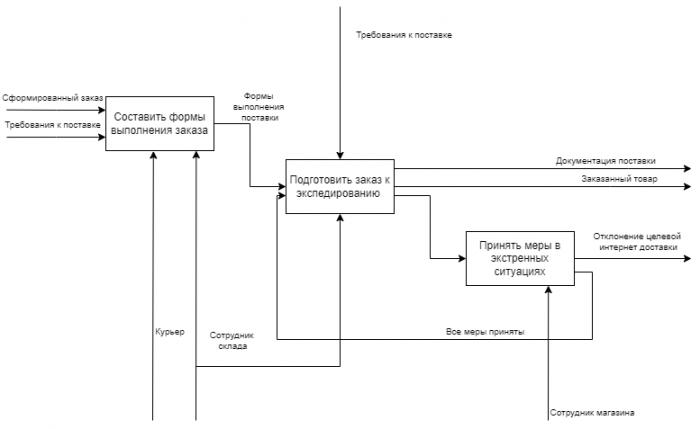 Требования к поставке
Сформированный заказ
Требования к поставке
Составить формы
выполнения заказа
Формы
выполнения
поставки
Подготовить заказ к
экспедированию
Документация поставки
Заказанный товар
Принять меры в
экстренных
ситуациях
Отклонение целевой
интернет доставки
Курьер
Сотрудник
склада
Все меры приняты
Сотрудник магазина